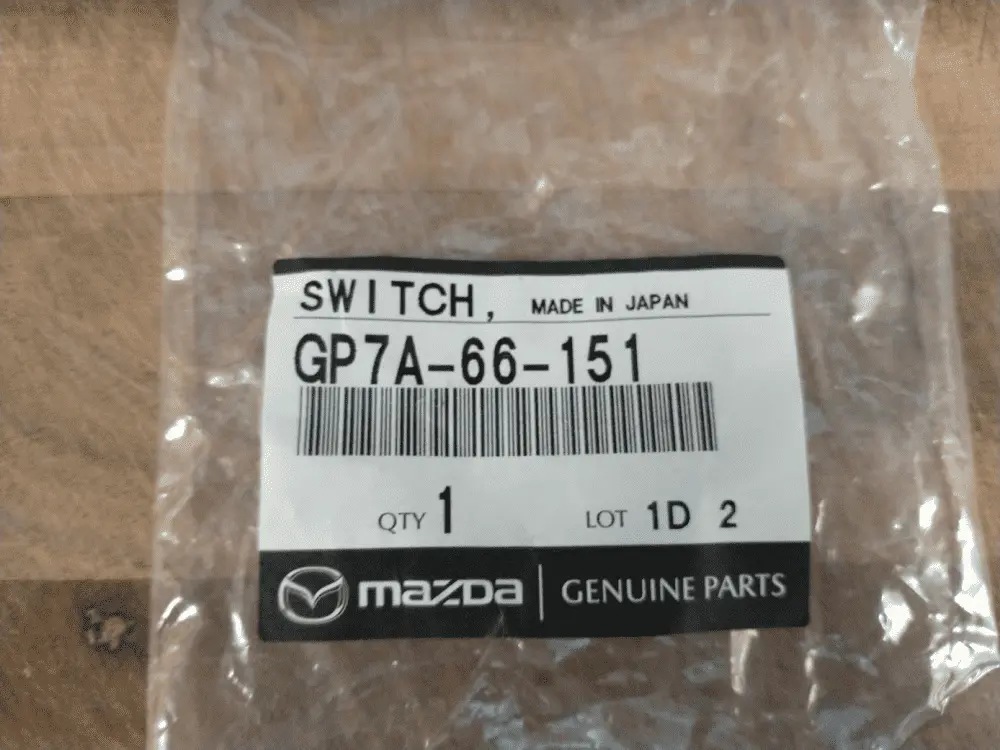 SWITCH, MADE IN JAPAN
GP7A-66-151
QTY 1 LOT 1D 2
mazda GENUINE PARTS